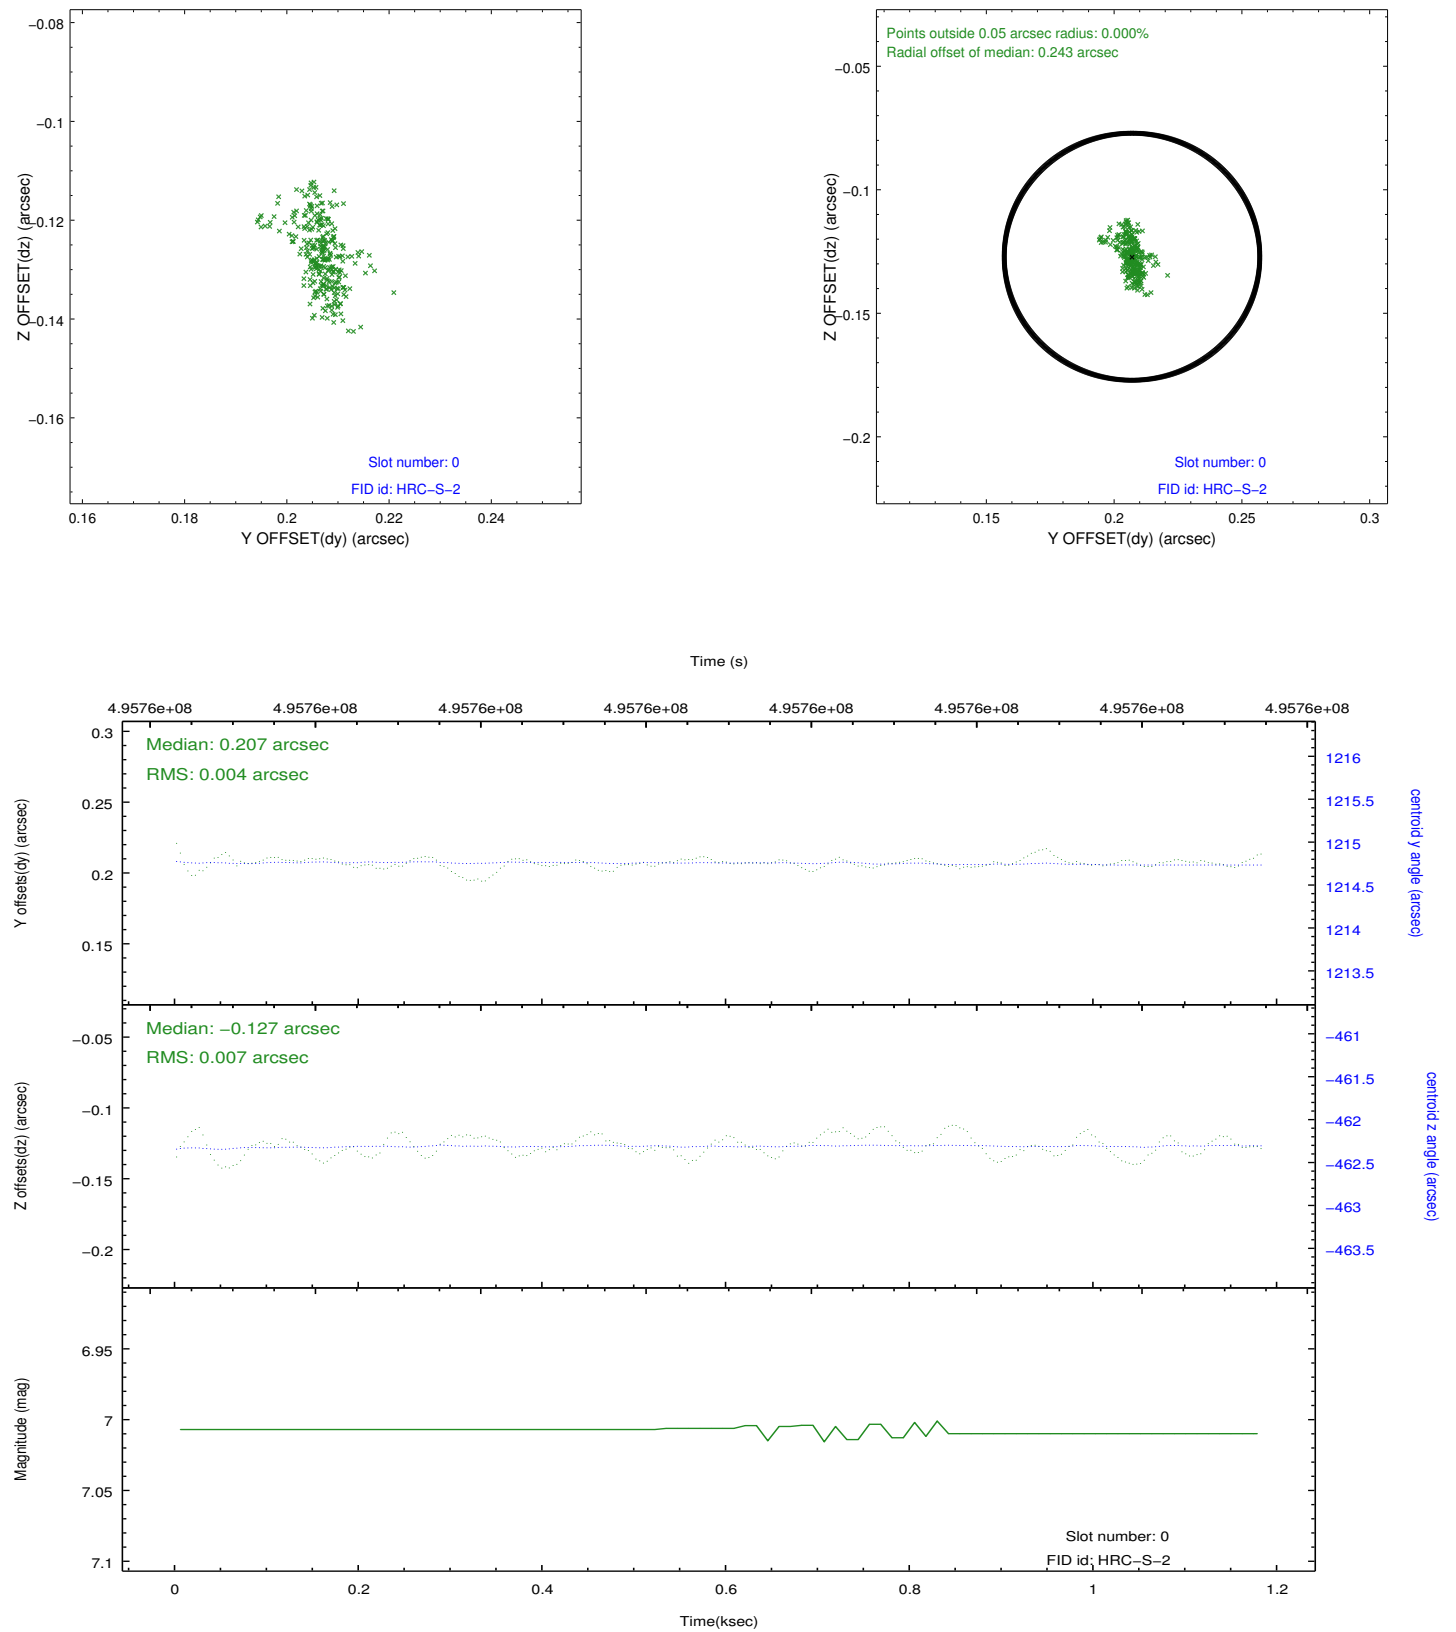 −0.08
−0.1
−0.12
−0.14
−0.16
Z OFFSET(dz) (arcsec)
Slot number: 0
FID id: HRC−S−2
0.16 0.18 0.2 0.22 0.24
Y OFFSET(dy) (arcsec)
Points outside 0.05 arcsec radius: 0.000%
Radial offset of median: 0.243 arcsec
−0.05
−0.1
−0.15
−0.2
Z OFFSET(dz) (arcsec)
Slot number: 0
FID id: HRC−S−2
0.15 0.2 0.25 0.3
Y OFFSET(dy) (arcsec)
Time (s)
4.9576e+08 4.9576e+08 4.9576e+08 4.9576e+08 4.9576e+08 4.9576e+08 4.9576e+08 4.9576e+08
Median: 0.207 arcsec
RMS: 0.004 arcsec
0.3
0.25
0.2
0.15
Y offsets(dy) (arcsec)
1216
1215.5
1215
1214.5
1214
1213.5
centroid y angle (arcsec)
Median: −0.127 arcsec
RMS: 0.007 arcsec
−0.05
−0.1
−0.15
−0.2
Z offsets(dz) (arcsec)
−461
−461.5
−462
−462.5
−463
−463.5
centroid z angle (arcsec)
6.95
7
7.05
7.1
Magnitude (mag)
Slot number: 0
FID id: HRC−S−2
0 0.2 0.4 0.6 0.8 1 1.2
Time(ksec)